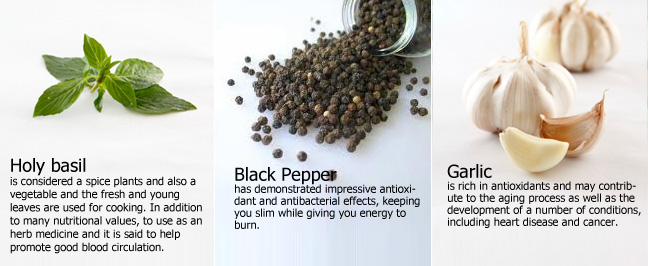 Holy basil
is considered a spice plants and also a
vegetable and the fresh and young
leaves are used for cooking. In addition
to many nutritional values, to use as an
herb medicine and it is said to help
promote good blood circulation.
Black Pepper
has demonstrated impressive antioxi-
dant and antibacterial effects, keeping
you slim while giving you energy to
burn.
Garlic
is rich in antioxidants and may contrib-
ute to the aging process as well as the
development of a number of conditions,
including heart disease and cancer.